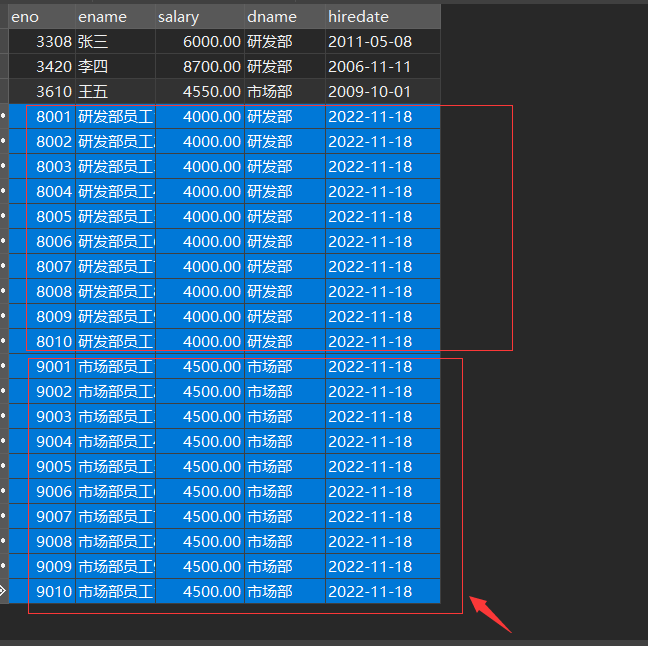 eno ename salary dname hiredate
3308 张三 6000.00 研发部 2011-05-08
3420 李四 8700.00 研发部 2006-11-11
3610 王五 4550.00 市场部 2009-10-01
8001 研发部员工 4000.00 研发部 2022-11-18
8002 研发部员工 4000.00 研发部 2022-11-18
8003 研发部员工 4000.00 研发部 2022-11-18
8004 研发部员工 4000.00 研发部 2022-11-18
8005 研发部员工 4000.00 研发部 2022-11-18
8006 研发部员工 4000.00 研发部 2022-11-18
8007 研发部员工 4000.00 研发部 2022-11-18
8008 研发部员工 4000.00 研发部 2022-11-18
8009 研发部员工 4000.00 研发部 2022-11-18
8010 研发部员工 4000.00 研发部 2022-11-18
9001 市场部员工 4500.00 市场部 2022-11-18
9002 市场部员工 4500.00 市场部 2022-11-18
9003 市场部员工 4500.00 市场部 2022-11-18
9004 市场部员工 4500.00 市场部 2022-11-18
9005 市场部员工 4500.00 市场部 2022-11-18
9006 市场部员工 4500.00 市场部 2022-11-18
9007 市场部员工 4500.00 市场部 2022-11-18
9008 市场部员工 4500.00 市场部 2022-11-18
9009 市场部员工 4500.00 市场部 2022-11-18
9010 市场部员工 4500.00 市场部 2022-11-18